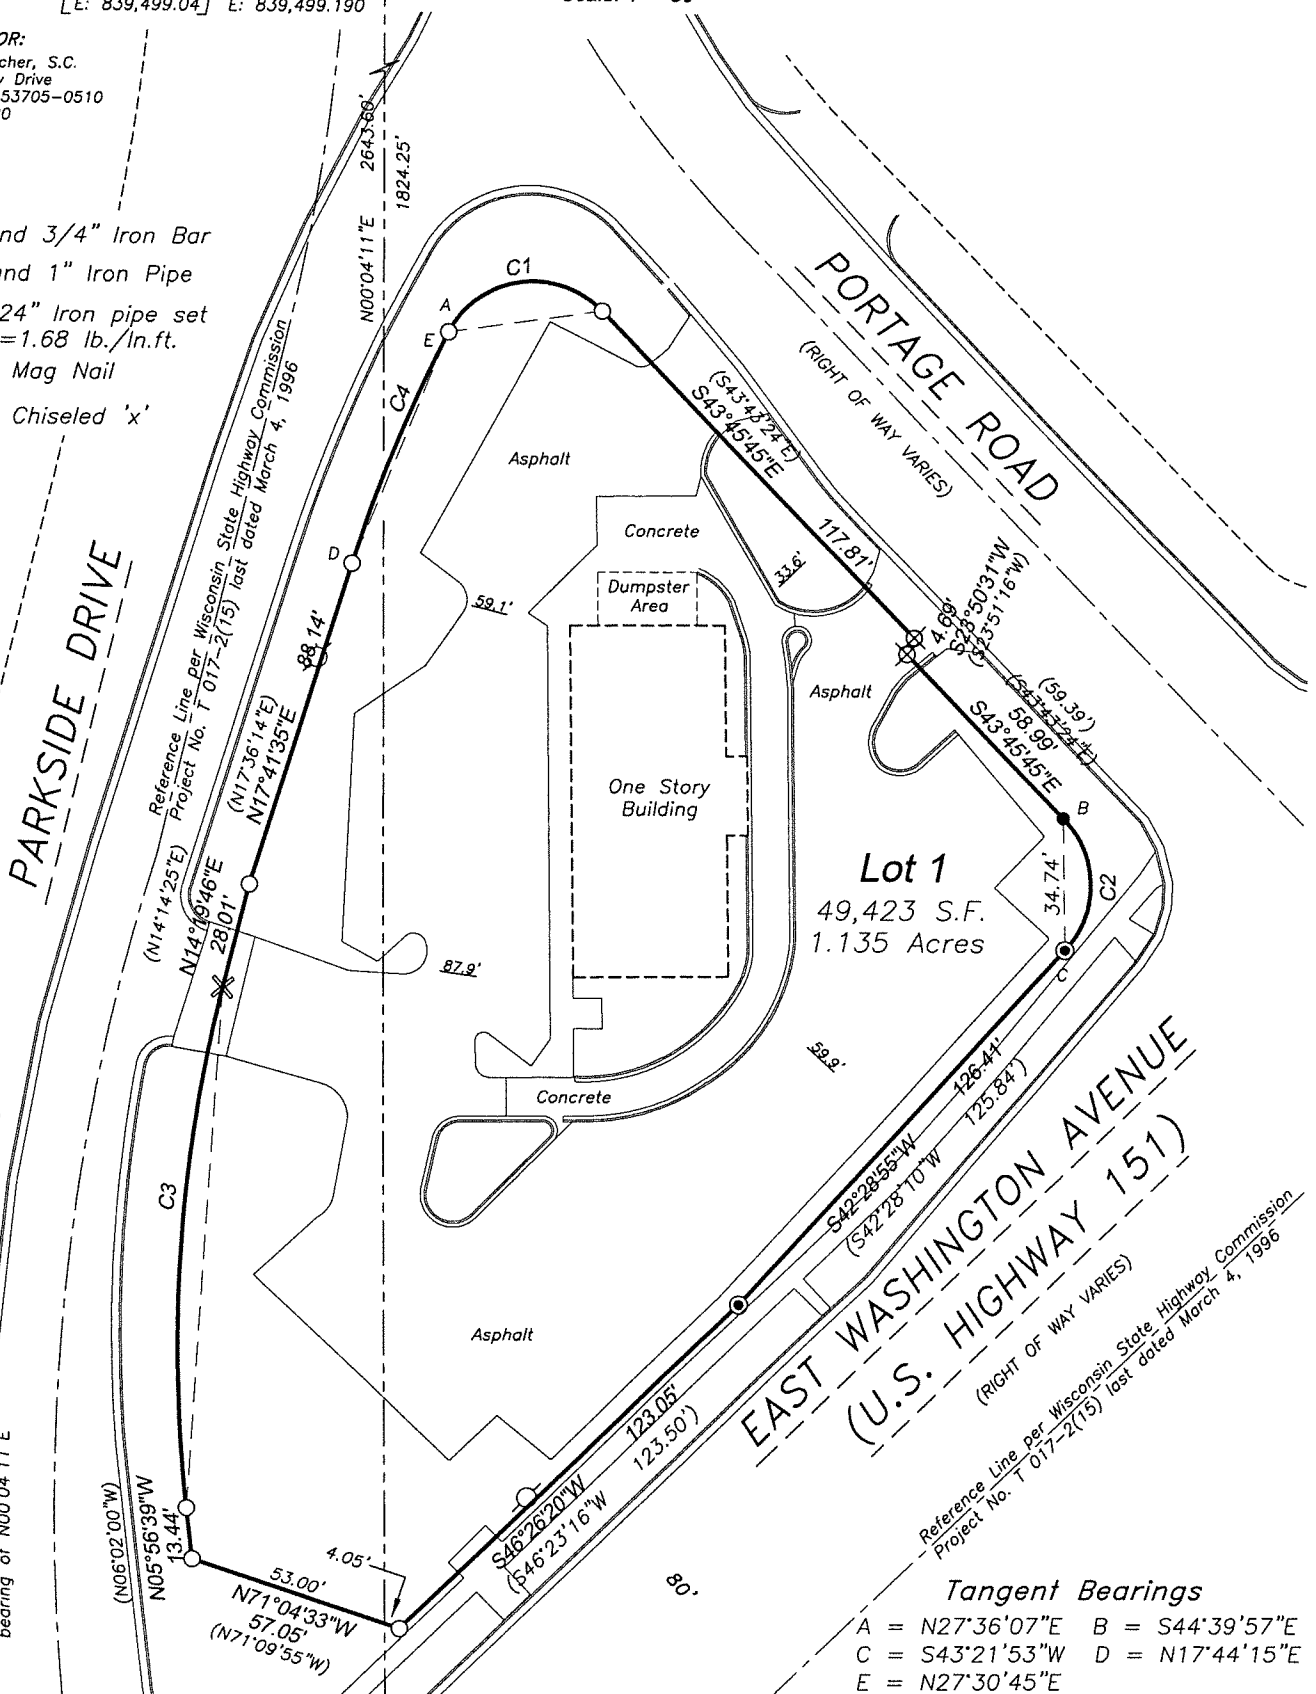 [E: 839,499.04] E: 839,499.190
OR:
cher, S.C.
Drive
53705-0510
nd 3/4" Iron Bar
nd 1" Iron Pipe
24" Iron pipe set
=1.68 lb./ln.ft.
Mag Nail
Chiseled 'x'
2643.60'
1824.25'
N00°04'11"E
C1
A
E
C4
D
PORTAGE ROAD
(RIGHT OF WAY VARIES)
(S43°43'24"E)
S43°45'45"E
117.81'
33.6'
4.69'
S23°50'31"W
(S23°51'16"W)
(59.39')
(S43°43'24"E)
58.99'
S43°45'45"E
B
34.74'
C2
C
Asphalt
Concrete
Dumpster
Area
59.1'
Asphalt
One Story
Building
Lot 1
49,423 S.F.
1.135 Acres
PARKSIDE DRIVE
Reference Line per Wisconsin State Highway Commission
Project No. T 017-2(15) last dated March 4, 1996
88.14'
(N17°36'14"E)
N17°41'35"E
(N14°14'25"E)
N14°19'46"E
28.01'
87.9'
59.9'
Concrete
C3
126.41'
125.84')
S42°28'55"W
(S42°28'10"W
EAST WASHINGTON AVENUE
(U.S. HIGHWAY 151)
(RIGHT OF WAY VARIES)
Reference Line per Wisconsin State Highway Commission
Project No. T 017-2(15) last dated March 4, 1996
Asphalt
123.05'
123.50')
S46°26'20"W
(S46°23'16"W
80'
bearing of N00°04'11"E
(N06°02'00"W)
N05°56'39"W
13.44'
4.05'
53.00'
N71°04'33"W
57.05'
(N71°09'55"W)
Tangent Bearings
A = N27°36'07"E B = S44°39'57"E
C = S43°21'53"W D = N17°44'15"E
E = N27°30'45"E